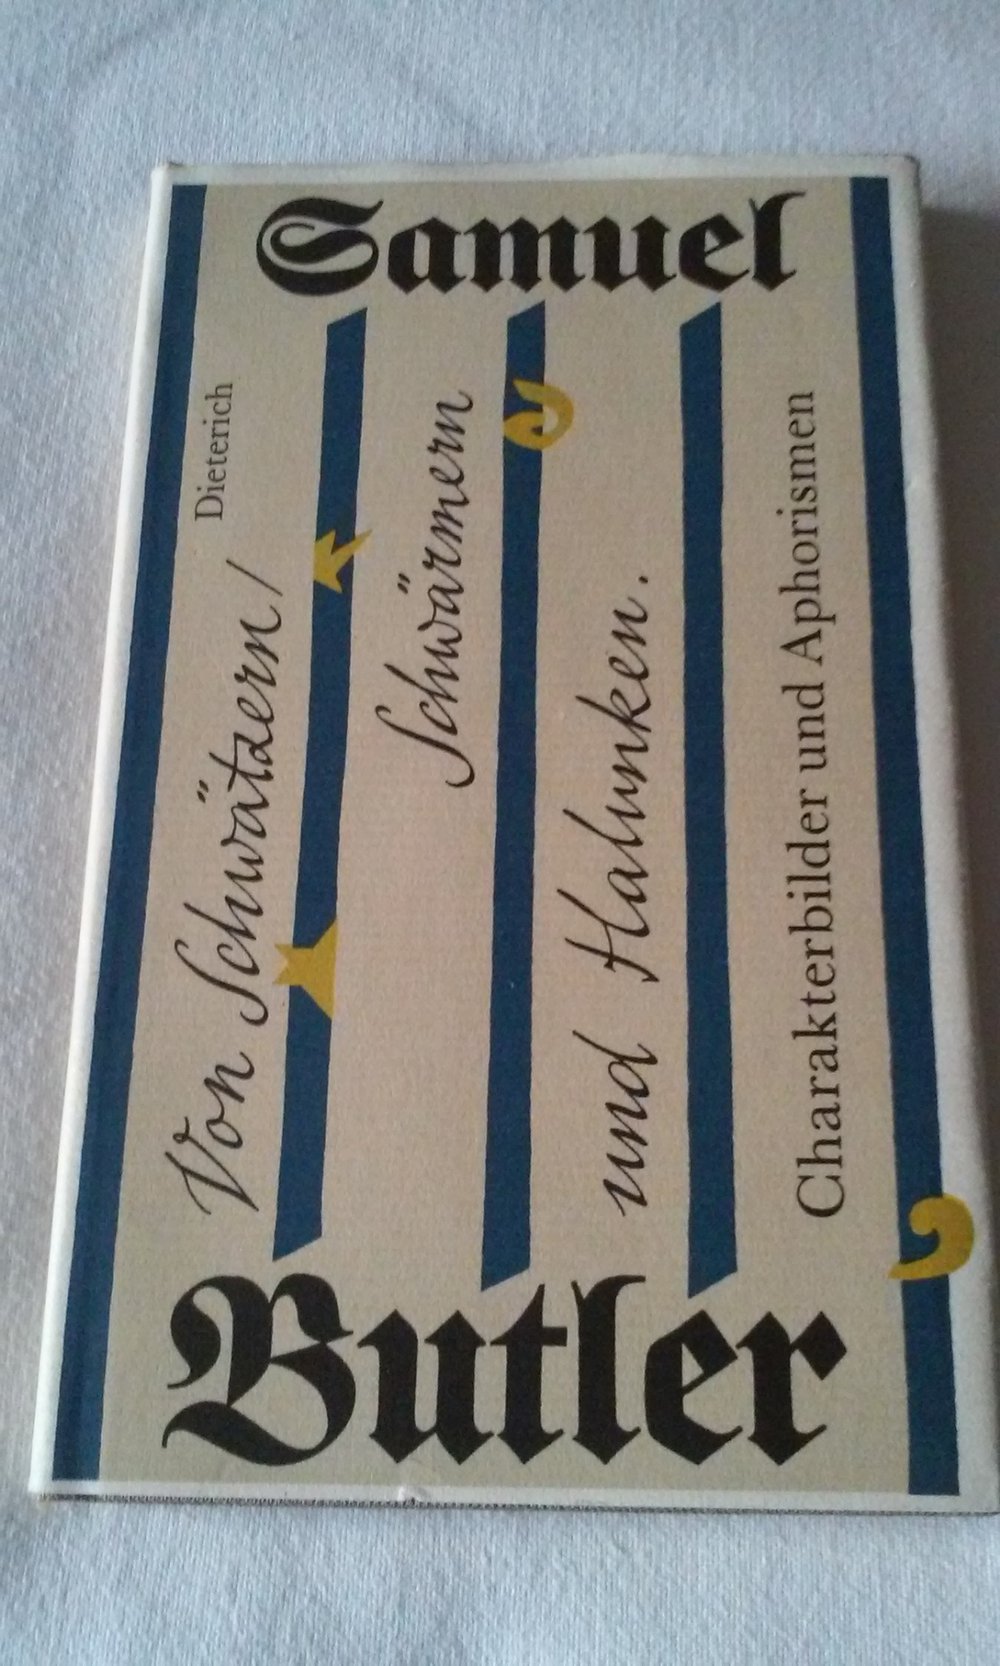 Samuel
Dieterich
Von Schwätzern,
Schwärmern
und Halunken.
Charakterbilder und Aphorismen
Butler